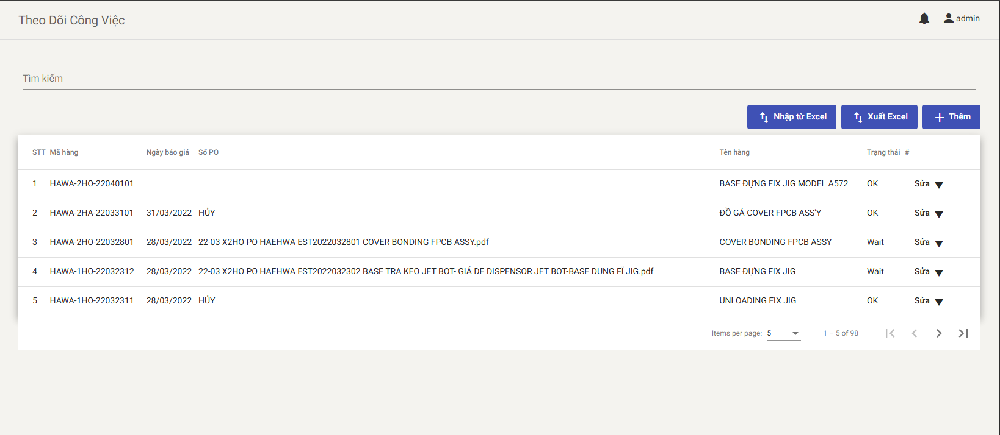 Theo Dõi Công Việc
admin
Tìm kiếm
Nhập từ Excel Xuất Excel Thêm
STT Mã hàng Ngày báo giá Số PO Tên hàng Trạng thái #
1 HAWA-2HO-22040101 BASE ĐỰNG FIX JIG MODEL A572 OK Sửa
2 HAWA-2HA-22033101 31/03/2022 HỦY ĐỒ GÁ COVER FPCB ASS'Y OK Sửa
3 HAWA-2HO-22032801 28/03/2022 22-03 X2HO PO HAEHWA EST2022032801 COVER BONDING FPCB ASSY.pdf COVER BONDING FPCB ASSY Wait Sửa
4 HAWA-1HO-22032312 28/03/2022 22-03 X2HO PO HAEHWA EST2022032302 BASE TRA KEO JET BOT- GIÁ DE DISPENSOR JET BOT-BASE DUNG FĨ JIG.pdf BASE ĐỰNG FIX JIG Wait Sửa
5 HAWA-1HO-22032311 28/03/2022 HỦY UNLOADING FIX JIG OK Sửa
Items per page: 5 1 – 5 of 98